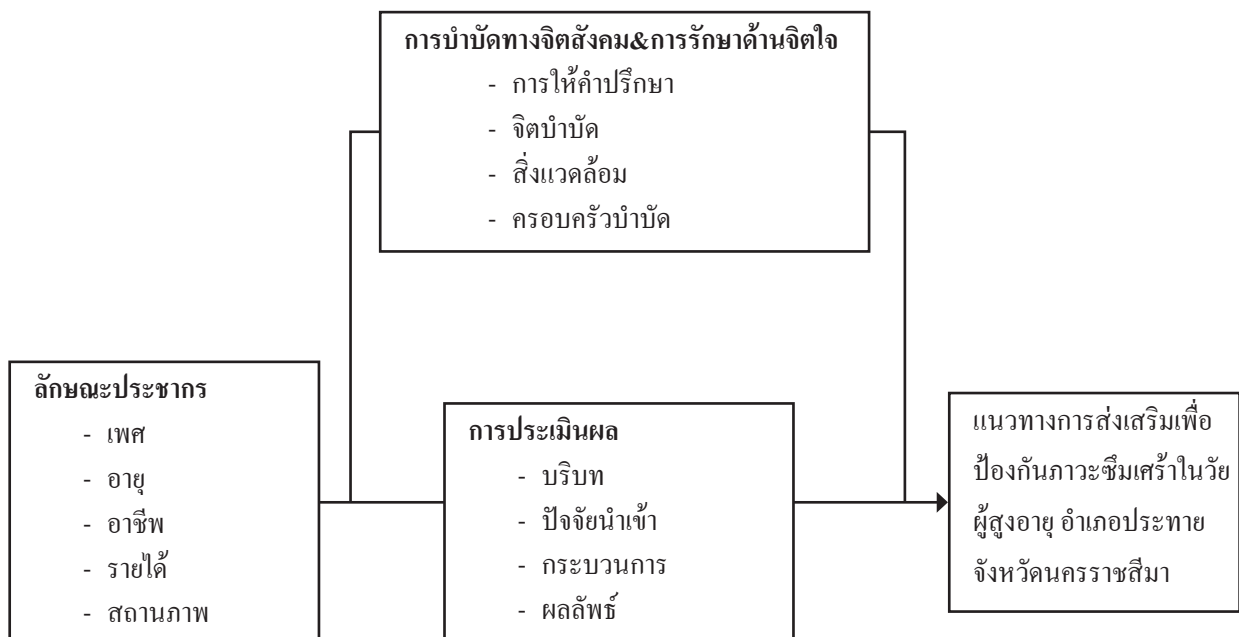 การบำบัดทางจิตสังคม&การรักษาด้านจิตใจ
- การให้คำปรึกษา
- จิตบำบัด
- สิ่งแวดล้อม
- ครอบครัวบำบัด
ลักษณะประชากร
- เพศ
- อายุ
- อาชีพ
- รายได้
- สถานภาพ
การประเมินผล
- บริบท
- ปัจจัยนำเข้า
- กระบวนการ
- ผลลัพธ์
แนวทางการส่งเสริมเพื่อ
ป้องกันภาวะซึมเศร้าในวัย
ผู้สูงอายุ อำเภอประทาย
จังหวัดนครราชสีมา